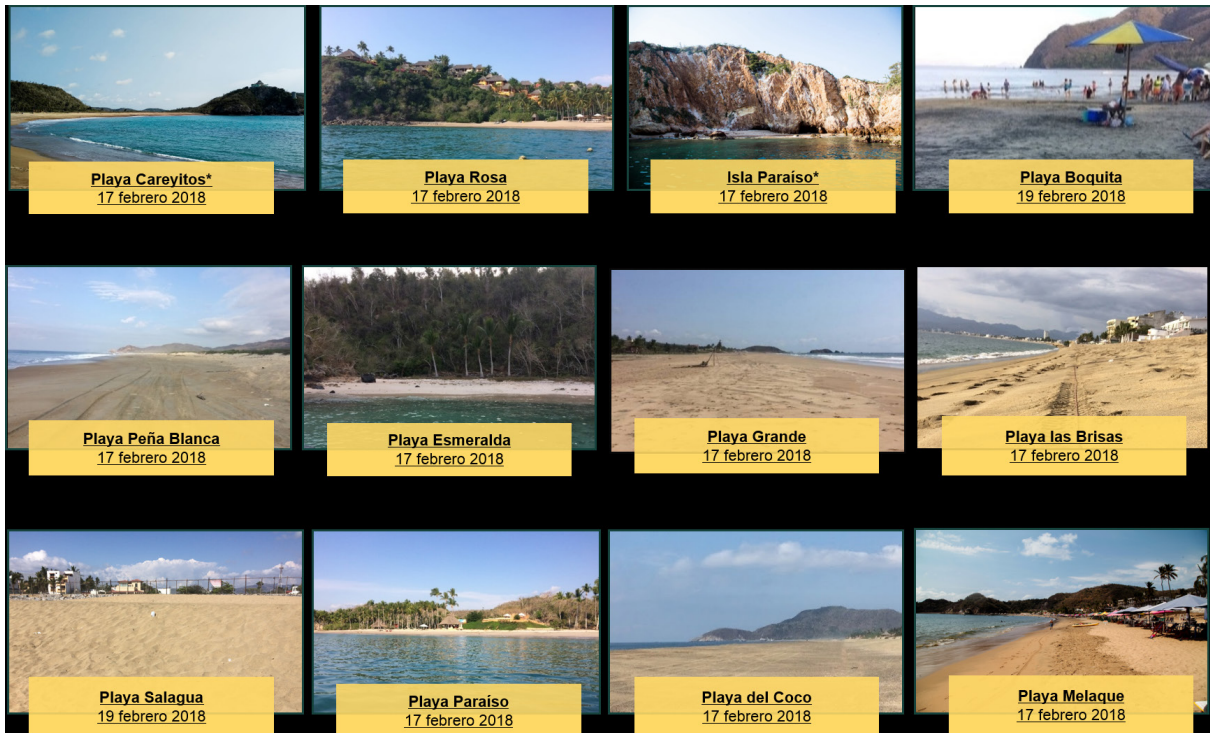 Playa Careyitos*
17 febrero 2018
Playa Rosa
17 febrero 2018
Isla Paraíso*
17 febrero 2018
Playa Boquita
19 febrero 2018
Playa Peña Blanca
17 febrero 2018
Playa Esmeralda
17 febrero 2018
Playa Grande
17 febrero 2018
Playa las Brisas
17 febrero 2018
Playa Salagua
19 febrero 2018
Playa Paraíso
17 febrero 2018
Playa del Coco
17 febrero 2018
Playa Melaque
17 febrero 2018